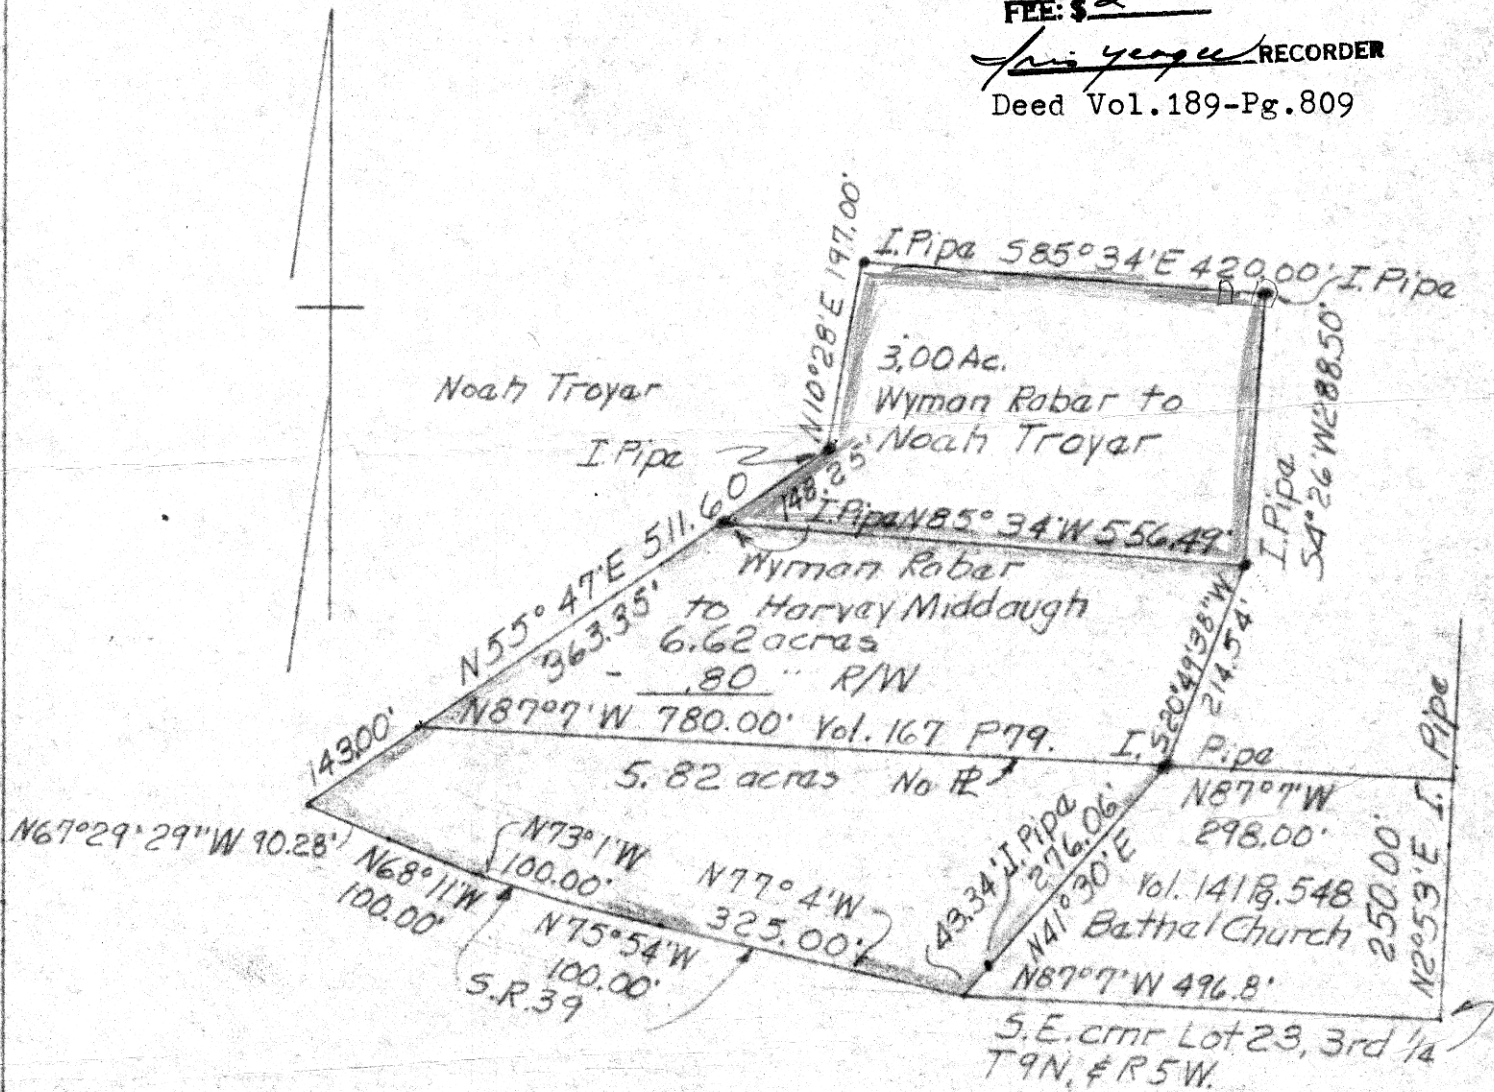 FEE: $
RECORDER
Deed Vol.189-Pg.809
I.Pipe S85°34'E 420.00' I.Pipe
N10°28'E 197.00'
S4°26'W 288.50'
3.00 Ac.
Wyman Raber to
Noah Troyer
Noah Troyer
I.Pipe
148.25'
I.Pipe N85°34'W 556.49'
I.Pipe
N55°47'E 511.60
363.35'
Wyman Raber
to Harvey Middaugh
6.62 acres
- .80 " R/W
S20°49'38"W
214.54'
N87°7'W 780.00' Vol.167 P79.
I. Pipe
I. Pipe
143.00'
5.82 acres No PL
N87°7'W
298.00'
N67°29'29"W 90.28'
N68°11'W
100.00'
N73°1'W
100.00'
N75°54'W
100.00'
N77°4'W
325.00'
S.R.39
43.34' I.Pipe
276.06'
N41°30'E
Vol.141 Pg.548
Bethel Church
250.00'
N2°53'E
N87°7'W 496.8'
S.E.crnr Lot 23, 3rd 1/4
T9N, & R5W